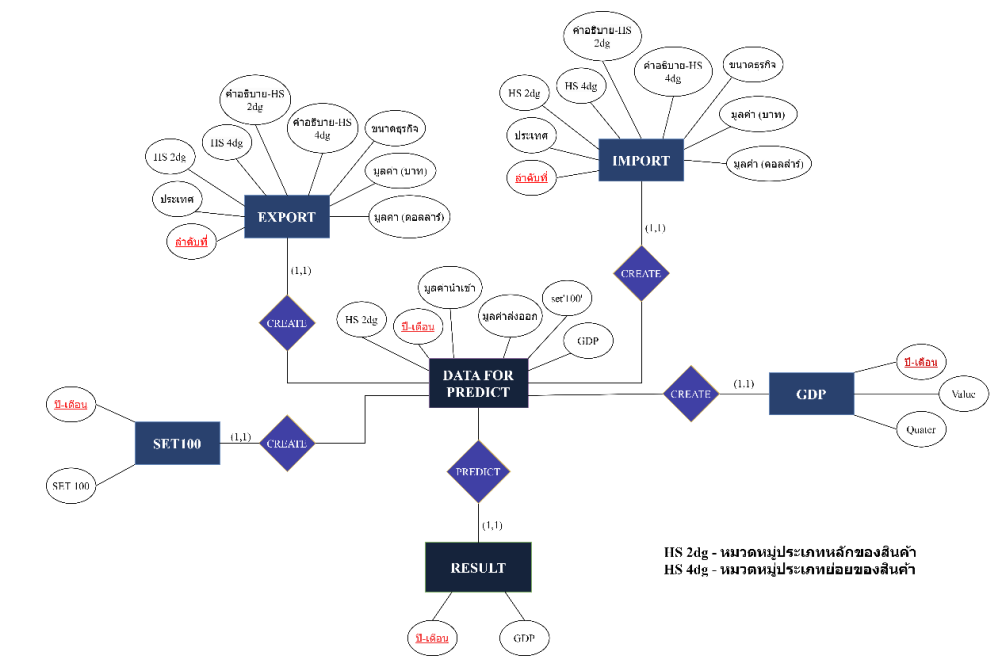 คำอธิบาย-HS
2dg
HS 4dg
คำอธิบาย-HS
4dg
ขนาดธุรกิจ
HS 2dg
มูลค่า (บาท)
ประเทศ
IMPORT
มูลค่า (ดอลล่าร์)
ลำดับที่
คำอธิบาย-HS
2dg
HS 4dg
คำอธิบาย-HS
4dg
ขนาดธุรกิจ
HS 2dg
มูลค่า (บาท)
ประเทศ
EXPORT
มูลค่า (ดอลลาร์)
ลำดับที่
(1,1)
(1,1)
CREATE
CREATE
มูลค่านำเข้า
set'100'
HS 2dg
ปี-เดือน
มูลค่าส่งออก
GDP
DATA FOR
PREDICT
CREATE
(1.1)
GDP
ปี-เดือน
Value
Quater
ปี-เดือน
SET100
(1,1)
CREATE
SET 100
PREDICT
(1,1)
RESULT
ปี-เดือน
GDP
HS 2dg - หมวดหมู่ประเภทหลักของสินค้า
HS 4dg - หมวดหมู่ประเภทย่อยของสินค้า